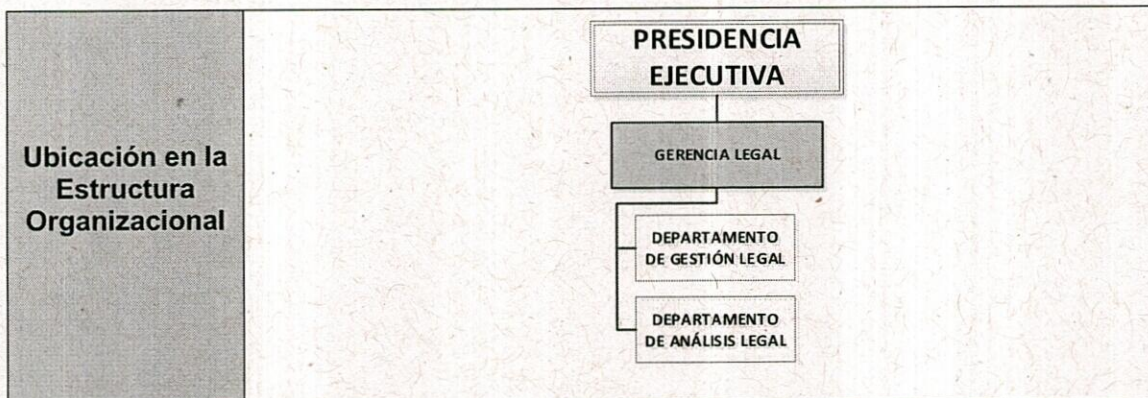 Ubicación en la
Estructura
Organizacional
PRESIDENCIA
EJECUTIVA
GERENCIA LEGAL
DEPARTAMENTO
DE GESTIÓN LEGAL
DEPARTAMENTO
DE ANÁLISIS LEGAL